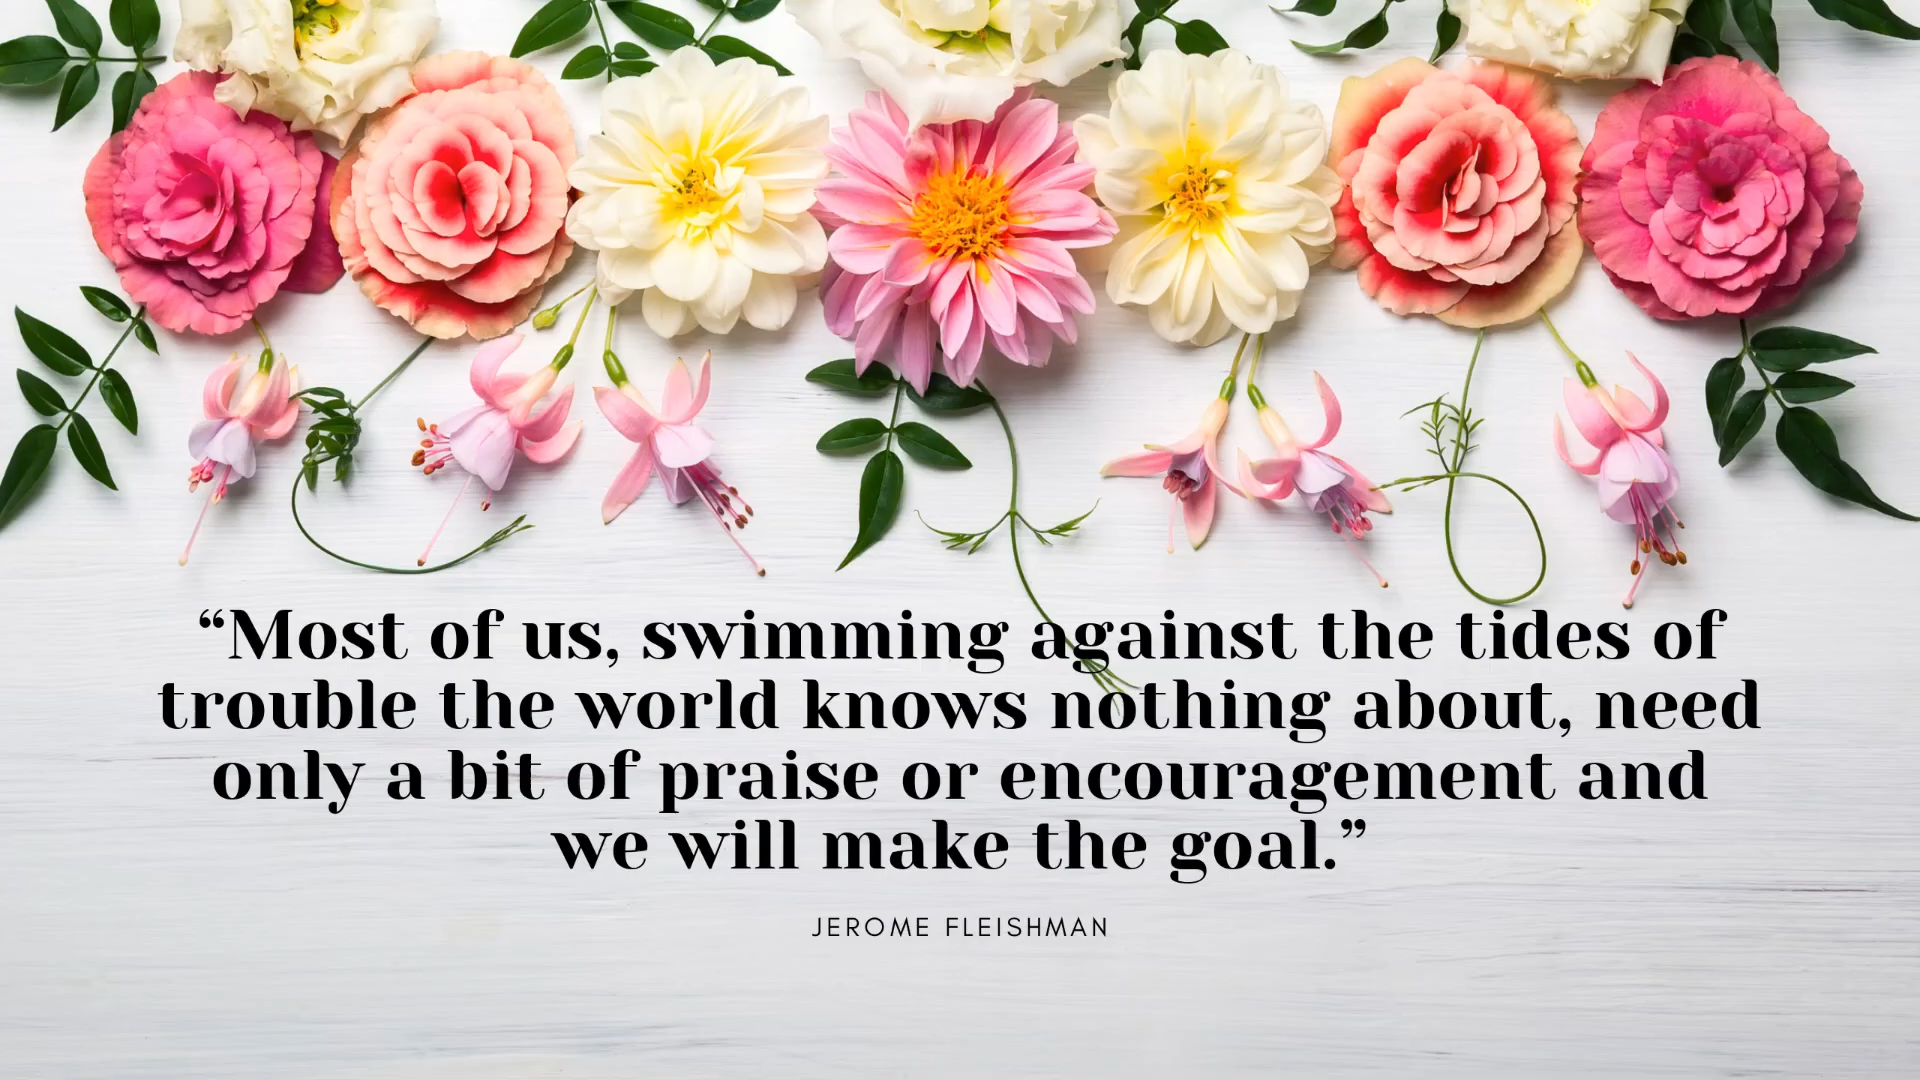 “Most of us, swimming against the tides of
trouble the world knows nothing about, need
only a bit of praise or encouragement and
we will make the goal.”
JEROME FLEISHMAN